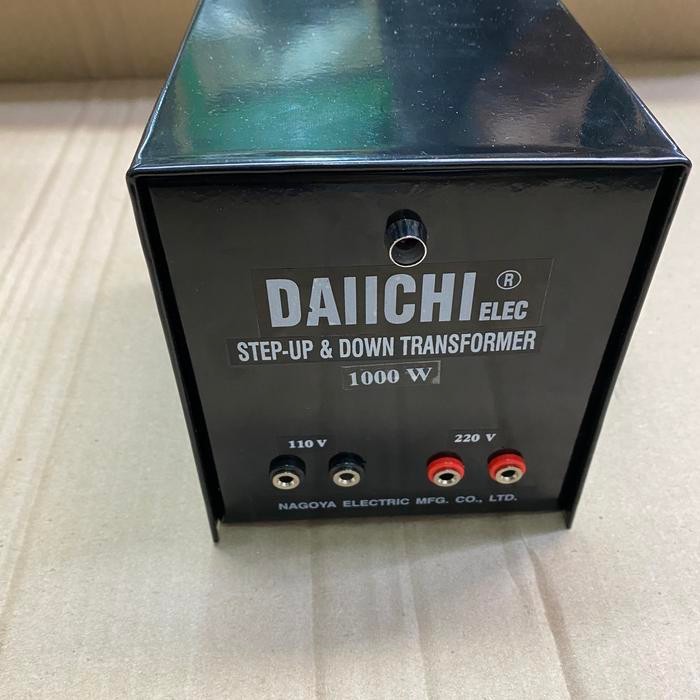 DAIICHI ® ELEC
STEP-UP & DOWN TRANSFORMER
1000 W
110 V 220 V
NAGOYA ELECTRIC MFG. CO., LTD.